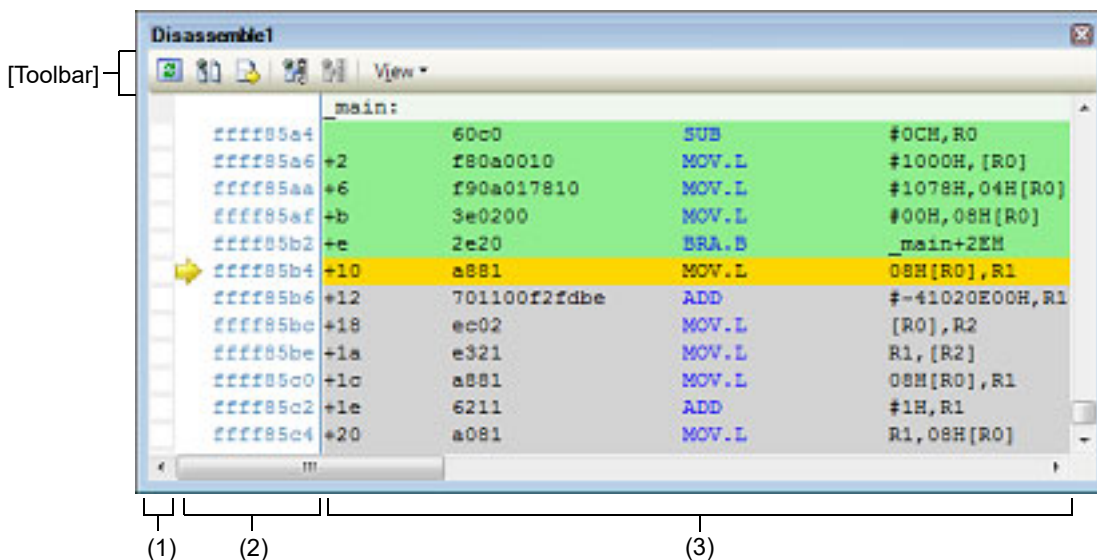 Disassemble1
[Toolbar]
View
_main:
ffff85a4 60c0 SUB #0CH,R0
ffff85a6 +2 f80a0010 MOV.L #1000H,[R0]
ffff85aa +6 f90a017810 MOV.L #1078H,04H[R0]
ffff85af +b 3e0200 MOV.L #00H,08H[R0]
ffff85b2 +e 2e20 BRA.B _main+2EH
ffff85b4 +10 a881 MOV.L 08H[R0],R1
ffff85b6 +12 701100f2fdbe ADD #-41020E00H,R1
ffff85bc +18 ec02 MOV.L [R0],R2
ffff85be +1a e321 MOV.L R1,[R2]
ffff85c0 +1c a881 MOV.L 08H[R0],R1
ffff85c2 +1e 6211 ADD #1H,R1
ffff85c4 +20 a081 MOV.L R1,08H[R0]
(1) (2) (3)